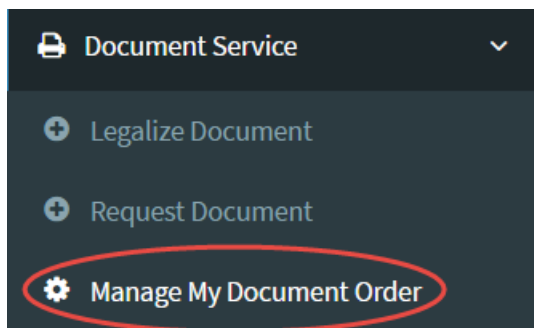 Document Service
Legalize Document
Request Document
Manage My Document Order